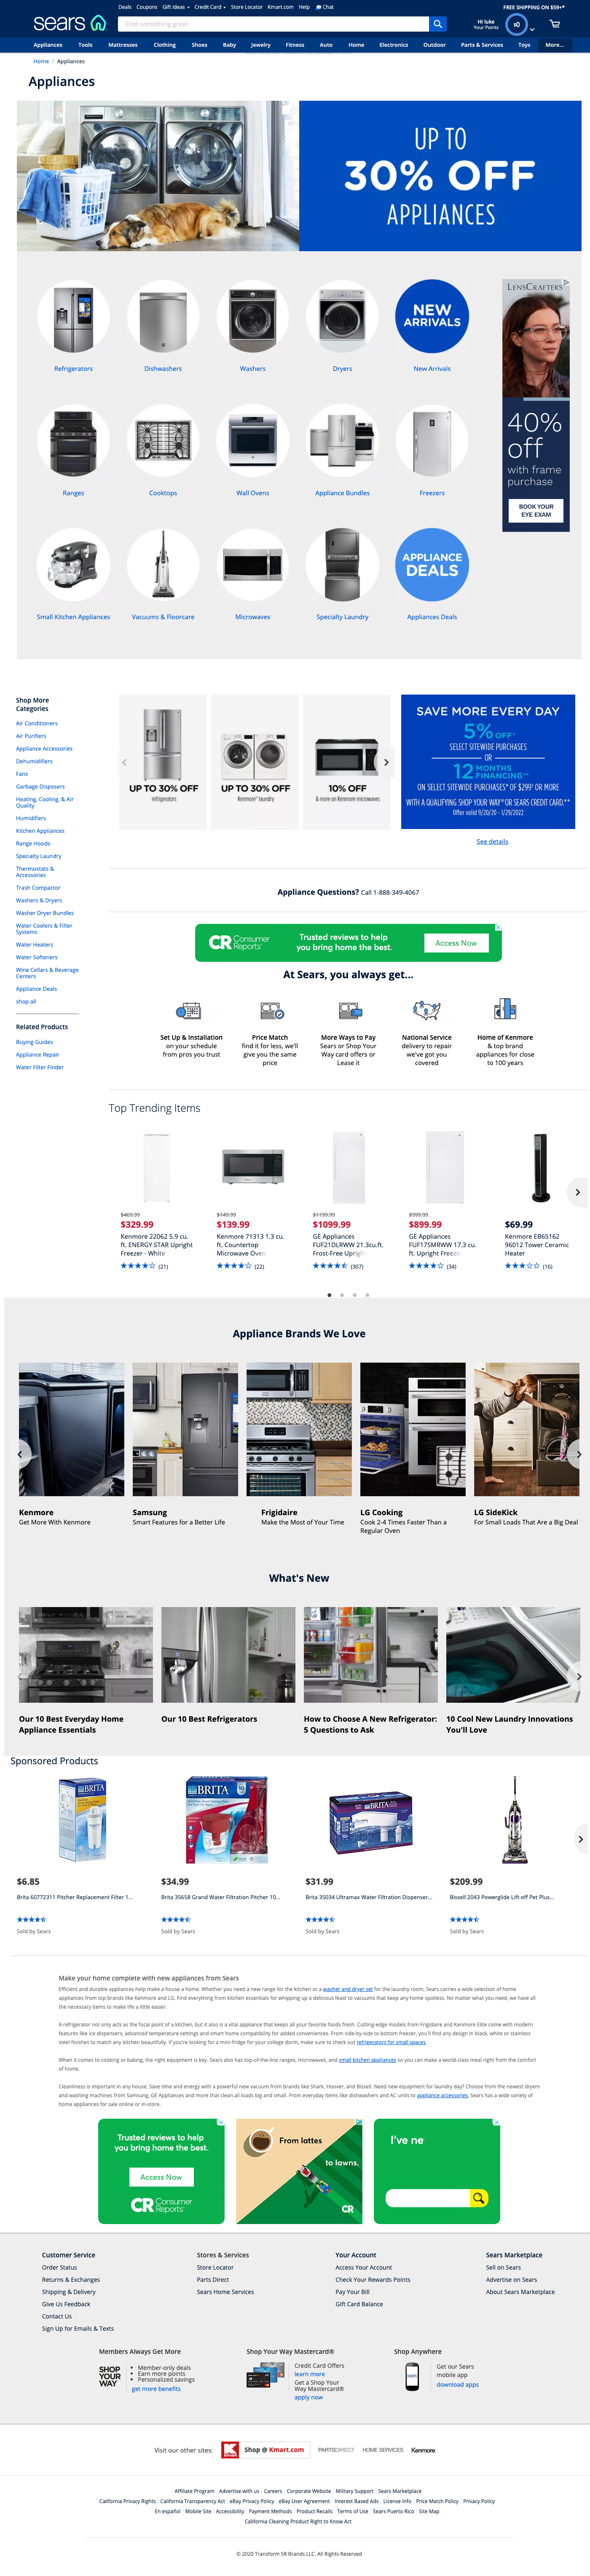 Deals Coupons Gift Ideas Credit Card Store Locator Kmart.com Help Chat
FREE SHIPPING ON $59+*
sears
Find something great
Hi luke
Your Points
Appliances Tools Mattresses Clothing Shoes Baby Jewelry Fitness Auto Home Electronics Outdoor Parts & Services Toys More...
Home / Appliances
Appliances
UP TO
30% OFF
APPLIANCES
NEW
ARRIVALS
Refrigerators Dishwashers Washers Dryers New Arrivals
Ranges Cooktops Wall Ovens Appliance Bundles Freezers
APPLIANCE
DEALS
Small Kitchen Appliances Vacuums & Floorcare Microwaves Specialty Laundry Appliances Deals
LENSCRAFTERS
40%
off
with frame
purchase
BOOK YOUR
EYE EXAM
Shop More
Categories
Air Conditioners
Air Purifiers
Appliance Accessories
Dehumidifiers
Fans
Garbage Disposers
Heating, Cooling, & Air
Quality
Humidifiers
Kitchen Appliances
Range Hoods
Specialty Laundry
Thermostats &
Accessories
Trash Compactor
Washers & Dryers
Washer Dryer Bundles
Water Coolers & Filter
Systems
Water Heaters
Water Softeners
Wine Cellars & Beverage
Centers
Appliance Deals
shop all
Related Products
Buying Guides
Appliance Repair
Water Filter Finder
UP TO 30% OFF
refrigerators
UP TO 30% OFF
Kenmore® laundry
10% OFF
& more on Kenmore microwaves
SAVE MORE EVERY DAY
5% OFF*
SELECT SITEWIDE PURCHASES
OR
12 MONTHS
FINANCING**
ON SELECT SITEWIDE PURCHASES* OF $299† OR MORE
WITH A QUALIFYING SHOP YOUR WAY® OR SEARS CREDIT CARD.**
Offer valid 9/20/20 - 1/29/2022
See details
Appliance Questions? Call 1-888-349-4067
CR Consumer
Reports
Trusted reviews to help
you bring home the best.
Access Now
At Sears, you always get...
Set Up & Installation
on your schedule
from pros you trust
Price Match
find it for less, we'll
give you the same
price
More Ways to Pay
Sears or Shop Your
Way card offers or
Lease it
National Service
delivery to repair
we've got you
covered
Home of Kenmore
& top brand
appliances for close
to 100 years
Top Trending Items
$469.99
$329.99
Kenmore 22062 5.9 cu.
ft. ENERGY STAR Upright
Freezer - White
(21)
$149.99
$139.99
Kenmore 71313 1.3 cu.
ft. Countertop
Microwave Oven
(22)
$1199.99
$1099.99
GE Appliances
FUF21DLRWW 21.3cu.ft.
Frost-Free Upright
(307)
$999.99
$899.99
GE Appliances
FUF17SMRWW 17.3 cu.
ft. Upright Freezer
(34)
$69.99
Kenmore EB65162
96012 Tower Ceramic
Heater
(16)
Appliance Brands We Love
Kenmore
Get More With Kenmore
Samsung
Smart Features for a Better Life
Frigidaire
Make the Most of Your Time
LG Cooking
Cook 2-4 Times Faster Than a
Regular Oven
LG SideKick
For Small Loads That Are a Big Deal
What's New
Our 10 Best Everyday Home
Appliance Essentials
Our 10 Best Refrigerators
How to Choose A New Refrigerator:
5 Questions to Ask
10 Cool New Laundry Innovations
You'll Love
Sponsored Products
BRITA
BRITA
BRITA
$6.85
Brita 60772311 Pitcher Replacement Filter 1...
Sold by Sears
$34.99
Brita 35658 Grand Water Filtration Pitcher 10...
Sold by Sears
$31.99
Brita 35034 Ultramax Water Filtration Dispenser...
Sold by Sears
$209.99
Bissell 2043 Powerglide Lift-off Pet Plus...
Sold by Sears
Make your home complete with new appliances from Sears
Efficient and durable appliances help make a house a home. Whether you need a new range for the kitchen or a washer and dryer set for the laundry room, Sears carries a wide selection of home
appliances from top brands like Kenmore and LG. Find everything from kitchen essentials for whipping up a delicious feast to vacuums that keep any home spotless. No matter what you need, we have all
the necessary items to make life a little easier.
A refrigerator not only acts as the focal point of a kitchen, but it also is a vital appliance that keeps all your favorite foods fresh. Cutting-edge models from Frigidaire and Kenmore Elite come with modern
features like ice dispensers, advanced temperature settings and smart home compatibility for added conveniences. From side-by-side to bottom freezer, you'll find any design in black, white or stainless
steel finishes to match any kitchen beautifully. If you're looking for a mini-fridge for your college dorm, make sure to check out refrigerators for small spaces.
When it comes to cooking or baking, the right equipment is key. Sears also has top-of-the-line ranges, microwaves, and small kitchen appliances so you can make a world-class meal right from the comfort
of home.
Cleanliness is important in any house. Save time and energy with a powerful new vacuum from brands like Shark, Hoover, and Bissell. Need new equipment for laundry day? Choose from the newest dryers
and washing machines from Samsung, GE Appliances and more that clean all loads big and small. From everyday items like dishwashers and AC units to appliance accessories, Sears has a wide variety of
home appliances for sale online or in-store.
Trusted reviews to help
you bring home the best.
Access Now
CR Consumer
Reports
From lattes
to lawns.
CR
I've ne
Customer Service
Order Status
Returns & Exchanges
Shipping & Delivery
Give Us Feedback
Contact Us
Sign Up for Emails & Texts
Stores & Services
Store Locator
Parts Direct
Sears Home Services
Your Account
Access Your Account
Check Your Rewards Points
Pay Your Bill
Gift Card Balance
Sears Marketplace
Sell on Sears
Advertise on Sears
About Sears Marketplace
Members Always Get More
SHOP
YOUR
WAY
Member-only deals
Earn more points
Personalized savings
get more benefits
Shop Your Way Mastercard®
Credit Card Offers
learn more
Get a Shop Your
Way Mastercard®
apply now
Shop Anywhere
Get our Sears
mobile app
download apps
Visit our other sites: Shop @ Kmart.com PARTSDIRECT HOME SERVICES Kenmore
Affiliate Program Advertise with us Careers Corporate Website Military Support Sears Marketplace
California Privacy Rights California Transparency Act eBay Privacy Policy eBay User Agreement Interest Based Ads License Info Price Match Policy Privacy Policy
En español Mobile Site Accessibility Payment Methods Product Recalls Terms of Use Sears Puerto Rico Site Map
California Cleaning Product Right to Know Act
© 2020 Transform SR Brands LLC. All Rights Reserved